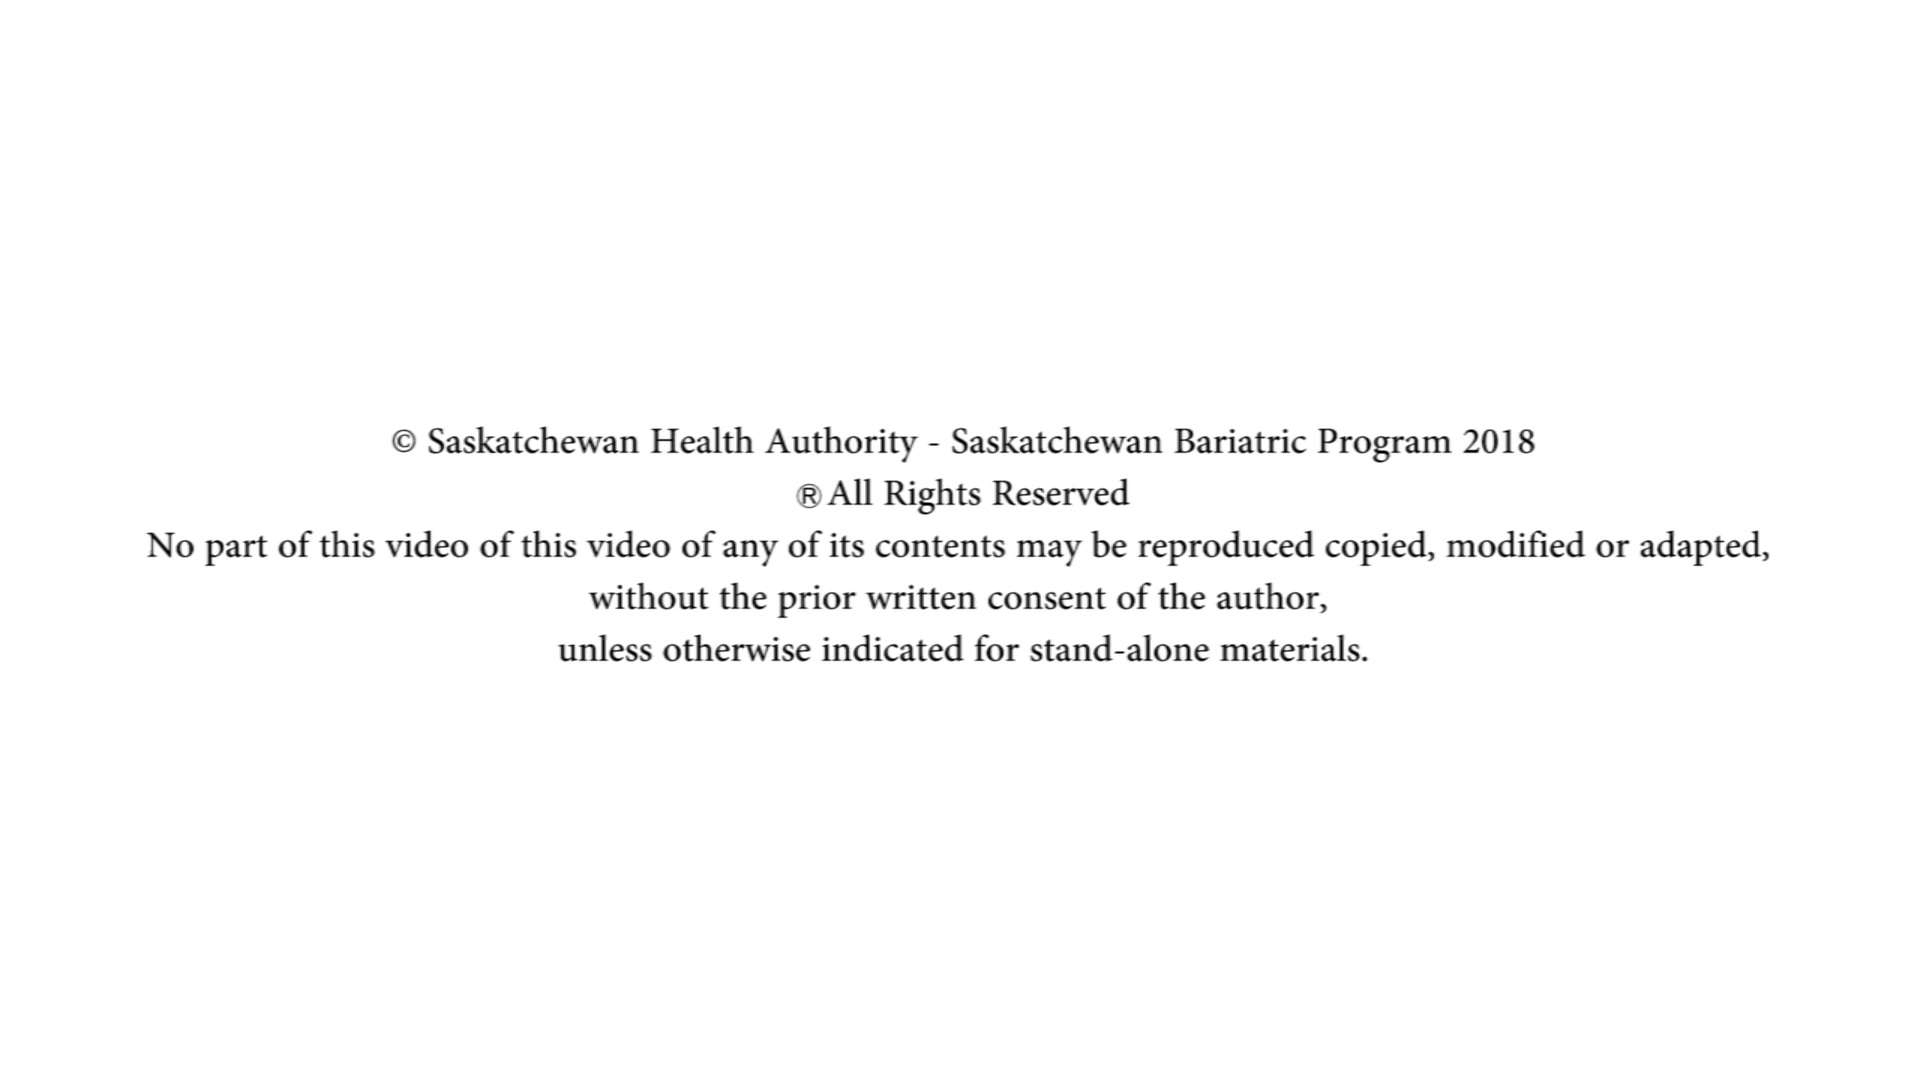 © Saskatchewan Health Authority - Saskatchewan Bariatric Program 2018
® All Rights Reserved
No part of this video of this video of any of its contents may be reproduced copied, modified or adapted,
without the prior written consent of the author,
unless otherwise indicated for stand-alone materials.